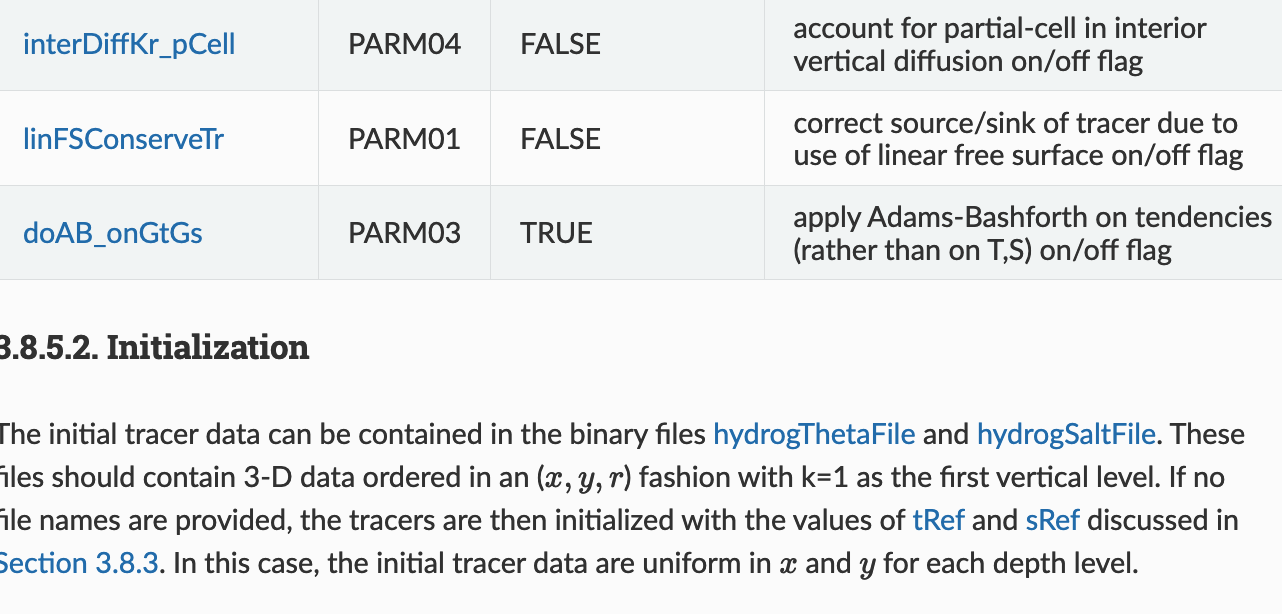 interDiffKr_pCell PARM04 FALSE account for partial-cell in interior
vertical diffusion on/off flag
linFSConserveTr PARM01 FALSE correct source/sink of tracer due to
use of linear free surface on/off flag
doAB_onGtGs PARM03 TRUE apply Adams-Bashforth on tendencies
(rather than on T,S) on/off flag
3.8.5.2. Initialization
The initial tracer data can be contained in the binary files hydrogThetaFile and hydrogSaltFile. These
files should contain 3-D data ordered in an (x, y, r) fashion with k=1 as the first vertical level. If no
file names are provided, the tracers are then initialized with the values of tRef and sRef discussed in
Section 3.8.3. In this case, the initial tracer data are uniform in x and y for each depth level.